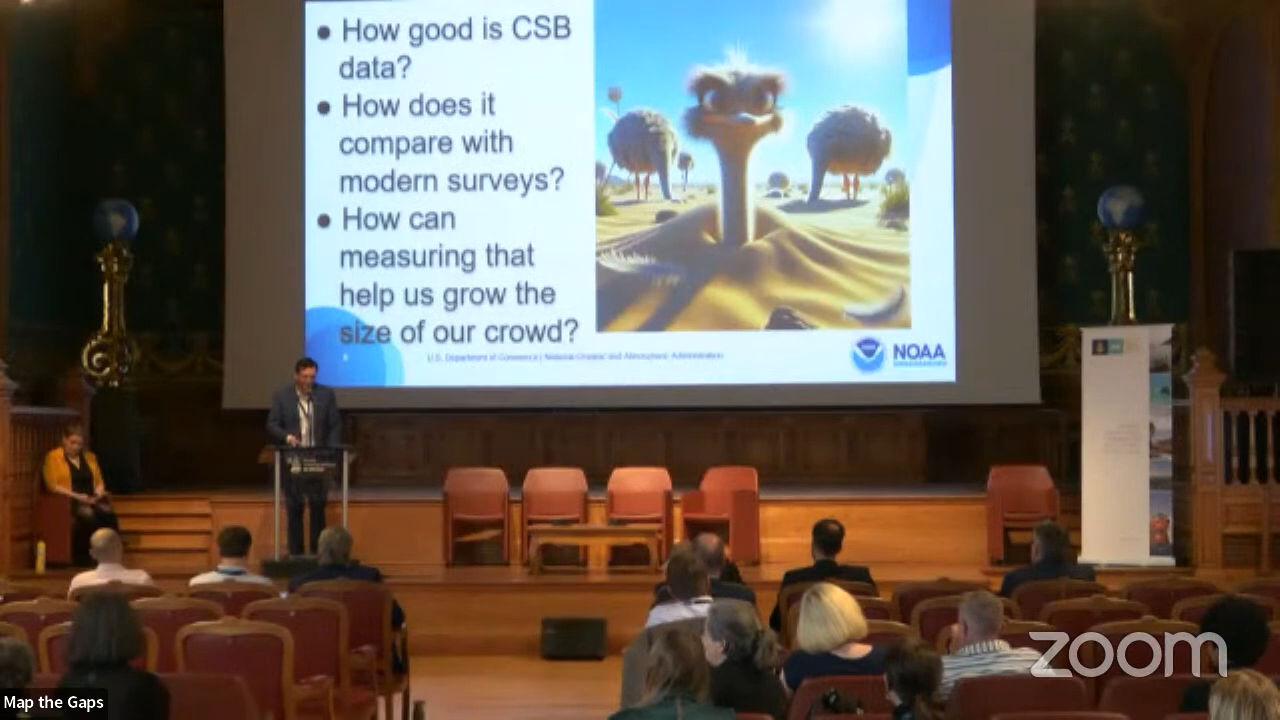 ● How good is CSB
data?
● How does it
compare with
modern surveys?
● How can
measuring that
help us grow the
size of our crowd?
U.S. Department of Commerce | National Oceanic and Atmospheric Administration
NOAA
zoom
Map the Gaps